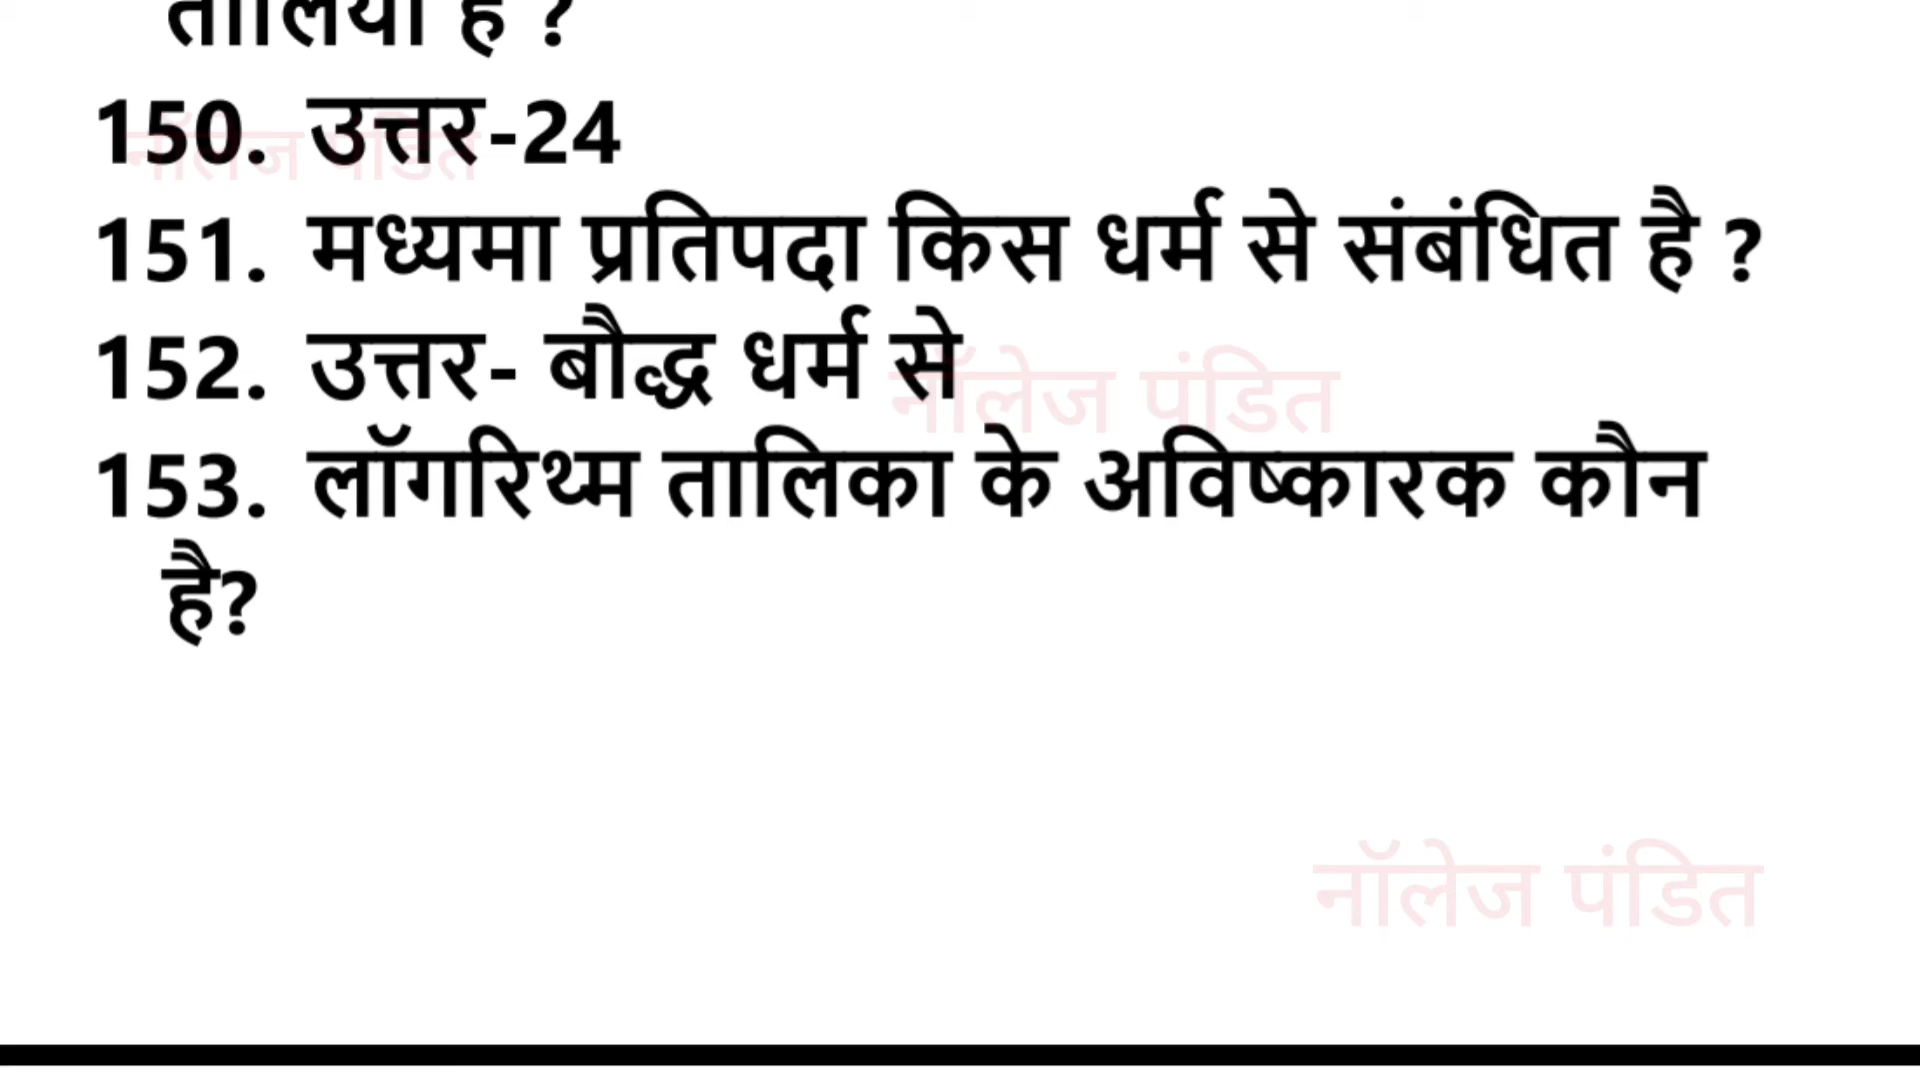 तालियाँ हैं ?
150. उत्तर-24
151. मध्यमा प्रतिपदा किस धर्म से संबंधित है ?
152. उत्तर- बौद्ध धर्म से
153. लॉगरिथ्म तालिका के अविष्कारक कौन
है?
नॉलेज पंडित
नॉलेज पंडित
नॉलेज पंडित